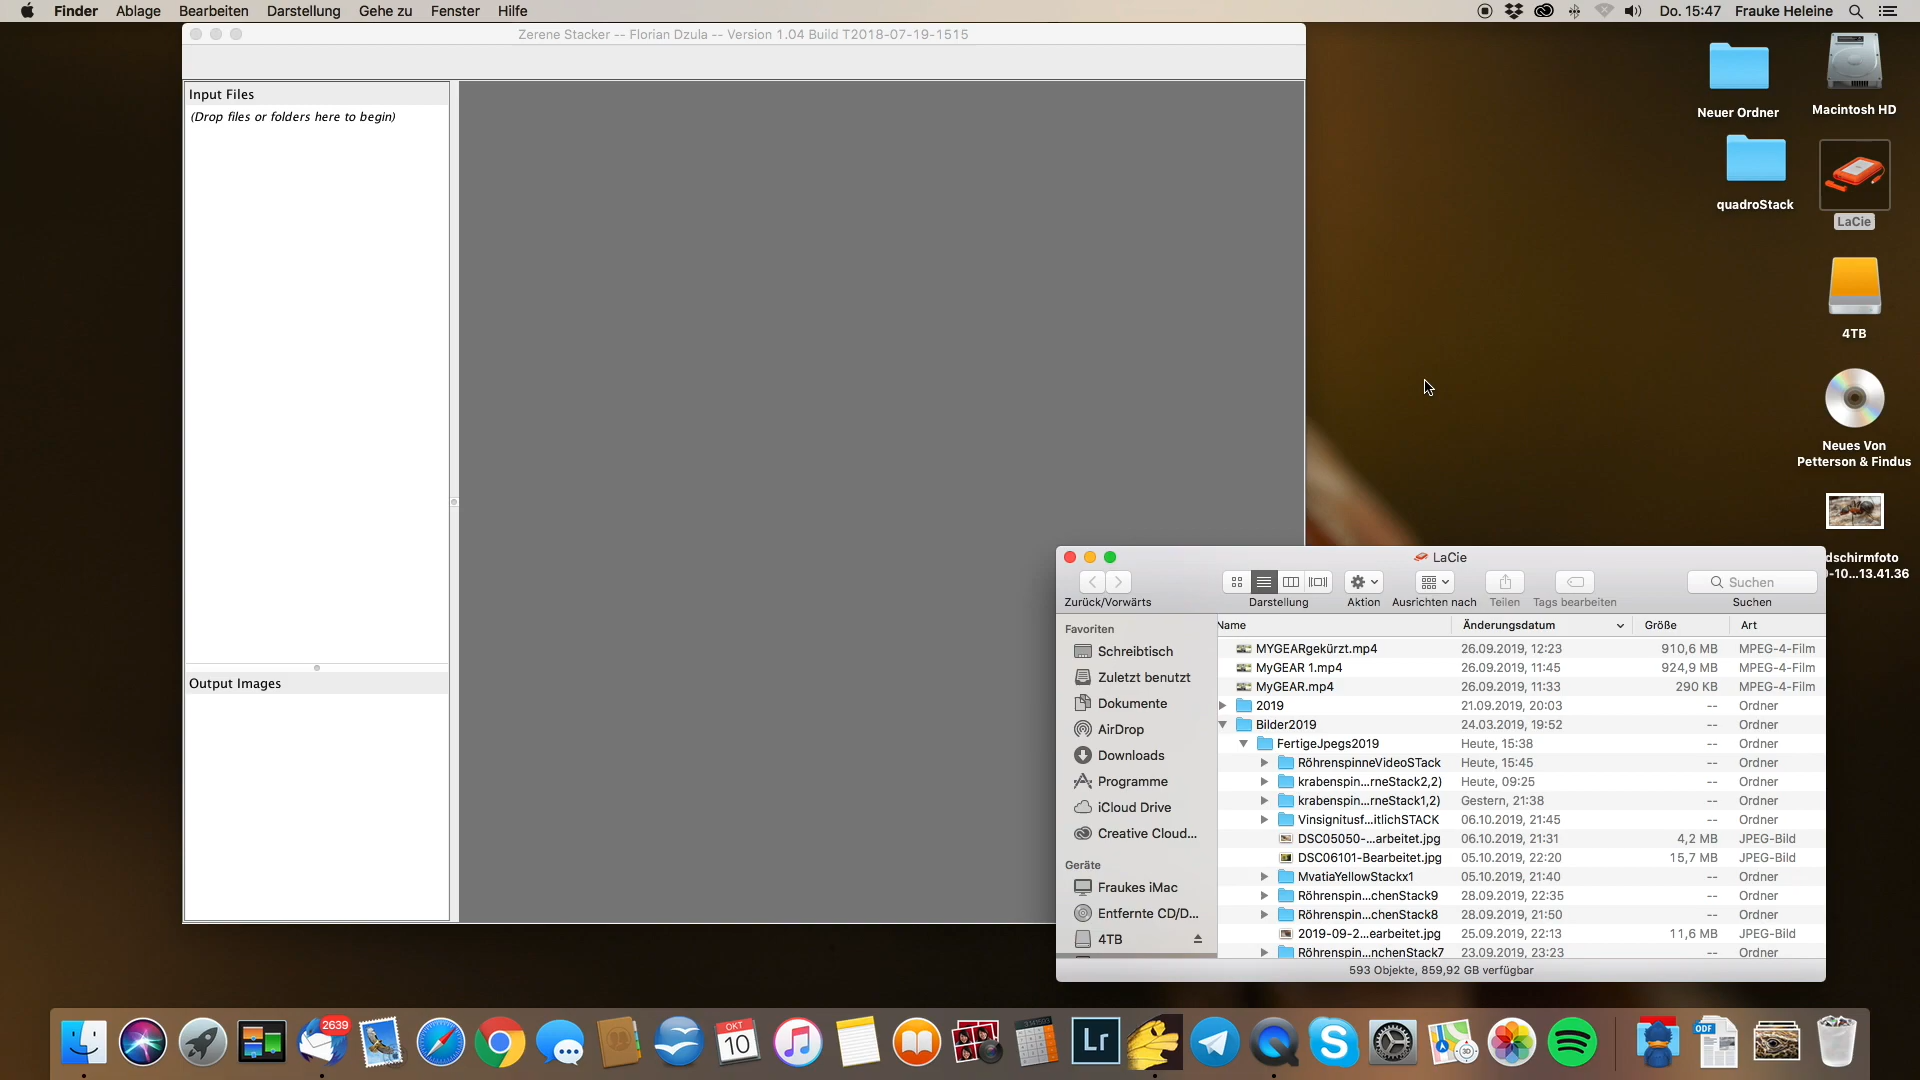 Finder Ablage Bearbeiten Darstellung Gehe zu Fenster Hilfe
Do. 15:47 Frauke Heleine
Zerene Stacker -- Florian Dzula -- Version 1.04 Build T2018-07-19-1515
Input Files
(Drop files or folders here to begin)
Output Images
Neuer Ordner
Macintosh HD
quadroStack
LaCie
4TB
Neues Von
Petterson & Findus
dschirmfoto
-10...13.41.36
LaCie
Suchen
Zurück/Vorwärts Darstellung Aktion Ausrichten nach Teilen Tags bearbeiten Suchen
Favoriten
Schreibtisch
Zuletzt benutzt
Dokumente
AirDrop
Downloads
Programme
iCloud Drive
Creative Cloud...
Geräte
Fraukes iMac
Entfernte CD/D...
4TB
Name Änderungsdatum Größe Art
MYGEARgekürzt.mp4 26.09.2019, 12:23 910,6 MB MPEG-4-Film
MyGEAR 1.mp4 26.09.2019, 11:45 924,9 MB MPEG-4-Film
MyGEAR.mp4 26.09.2019, 11:33 290 KB MPEG-4-Film
2019 21.09.2019, 20:03 -- Ordner
Bilder2019 24.03.2019, 19:52 -- Ordner
FertigeJpegs2019 Heute, 15:38 -- Ordner
RöhrenspinneVideoSTack Heute, 15:45 -- Ordner
krabenspin...rneStack2,2) Heute, 09:25 -- Ordner
krabenspin...rneStack1,2) Gestern, 21:38 -- Ordner
Vinsignitusf...itlichSTACK 06.10.2019, 21:45 -- Ordner
DSC05050-...arbeitet.jpg 06.10.2019, 21:31 4,2 MB JPEG-Bild
DSC06101-Bearbeitet.jpg 05.10.2019, 22:20 15,7 MB JPEG-Bild
MvatiaYellowStackx1 05.10.2019, 21:40 -- Ordner
Röhrenspin...chenStack9 28.09.2019, 22:35 -- Ordner
Röhrenspin...chenStack8 28.09.2019, 21:50 -- Ordner
2019-09-2...earbeitet.jpg 25.09.2019, 22:13 11,6 MB JPEG-Bild
Röhrenspin...nchenStack7 23.09.2019, 23:23 -- Ordner
593 Objekte, 859,92 GB verfügbar
2639
OKT
10
Lr
3D
ODF